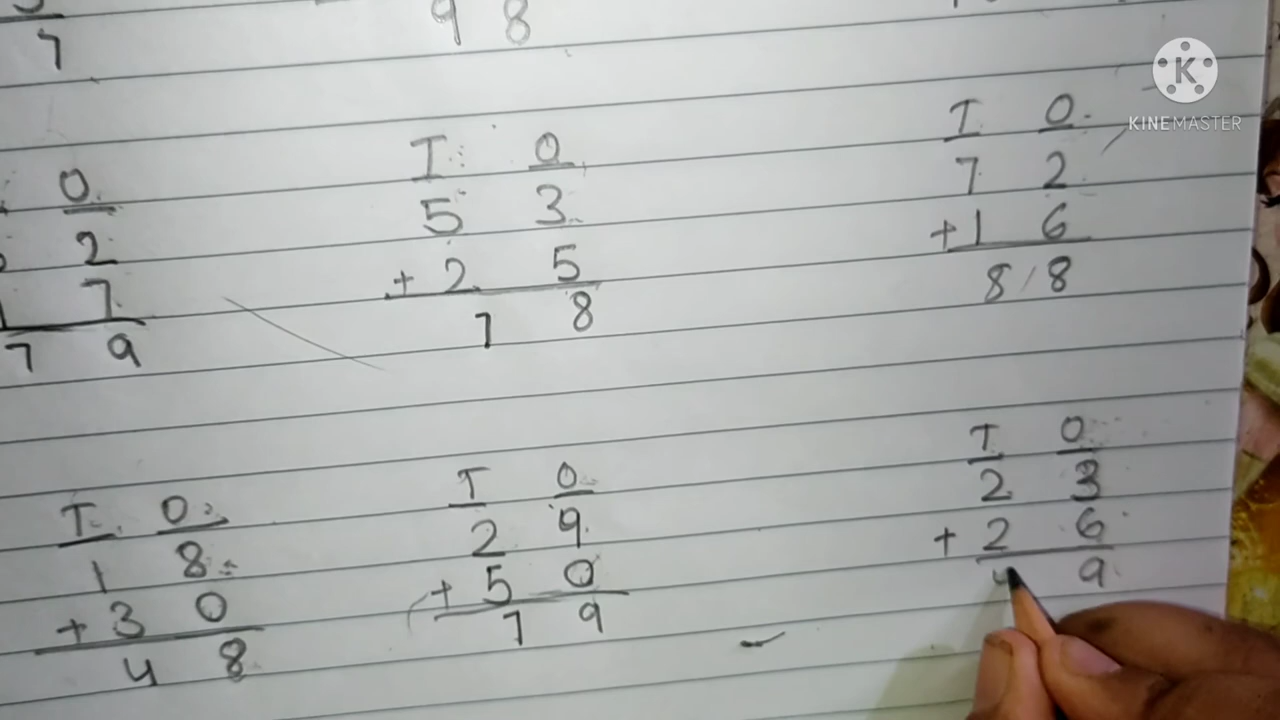 7
9 8
KINEMASTER
O
2
7
7 9
T O
5 3
+ 2 5
7 8
T O
7 2
+ 1 6
8 8
T O
1 8
+ 3 0
4 8
T O
2 9
+ 5 0
7 9
T O
2 3
+ 2 6
4 9